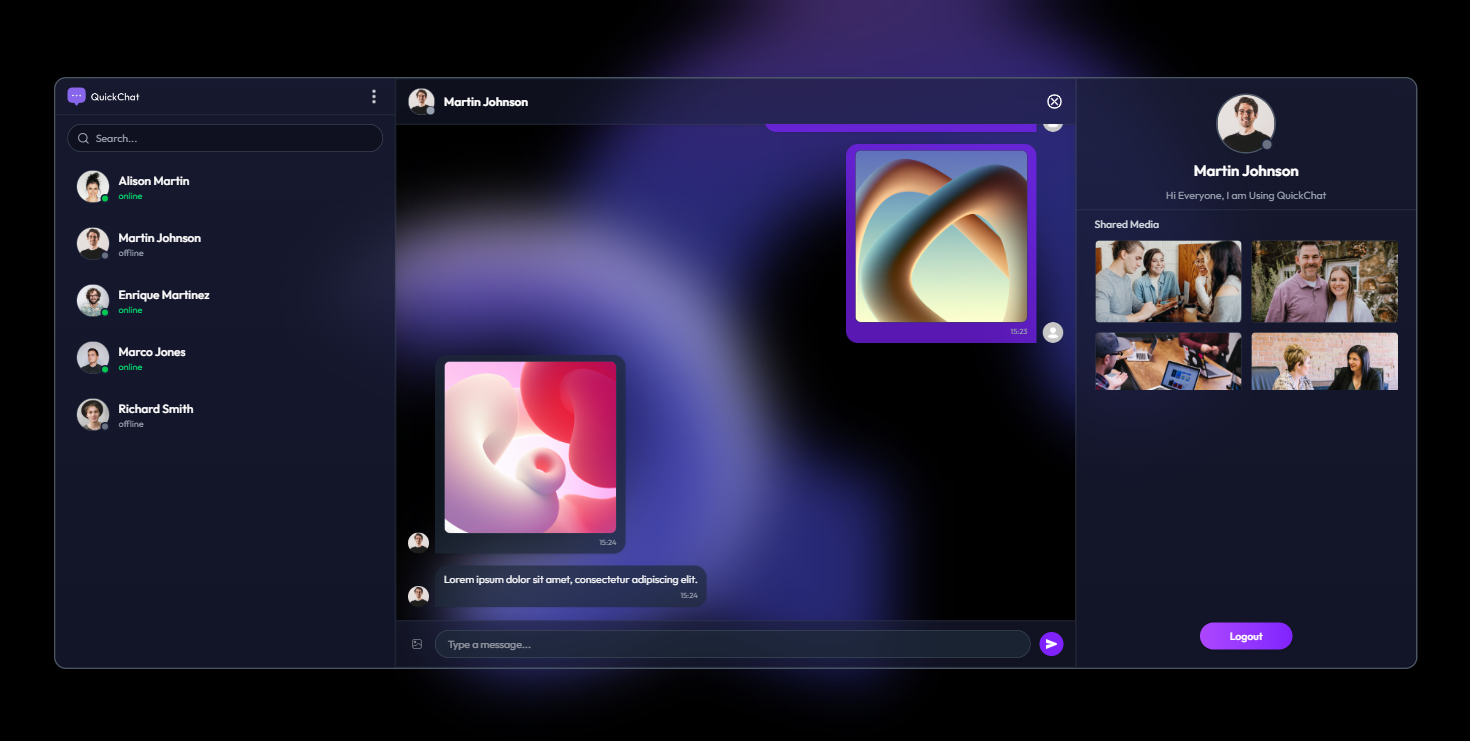 QuickChat
Search...
Alison Martin
online
Martin Johnson
offline
Enrique Martinez
online
Marco Jones
online
Richard Smith
offline
Martin Johnson
15:23
15:24
Lorem ipsum dolor sit amet, consectetur adipiscing elit.
15:24
Type a message...
Martin Johnson
Hi Everyone, I am Using QuickChat
Shared Media
Logout